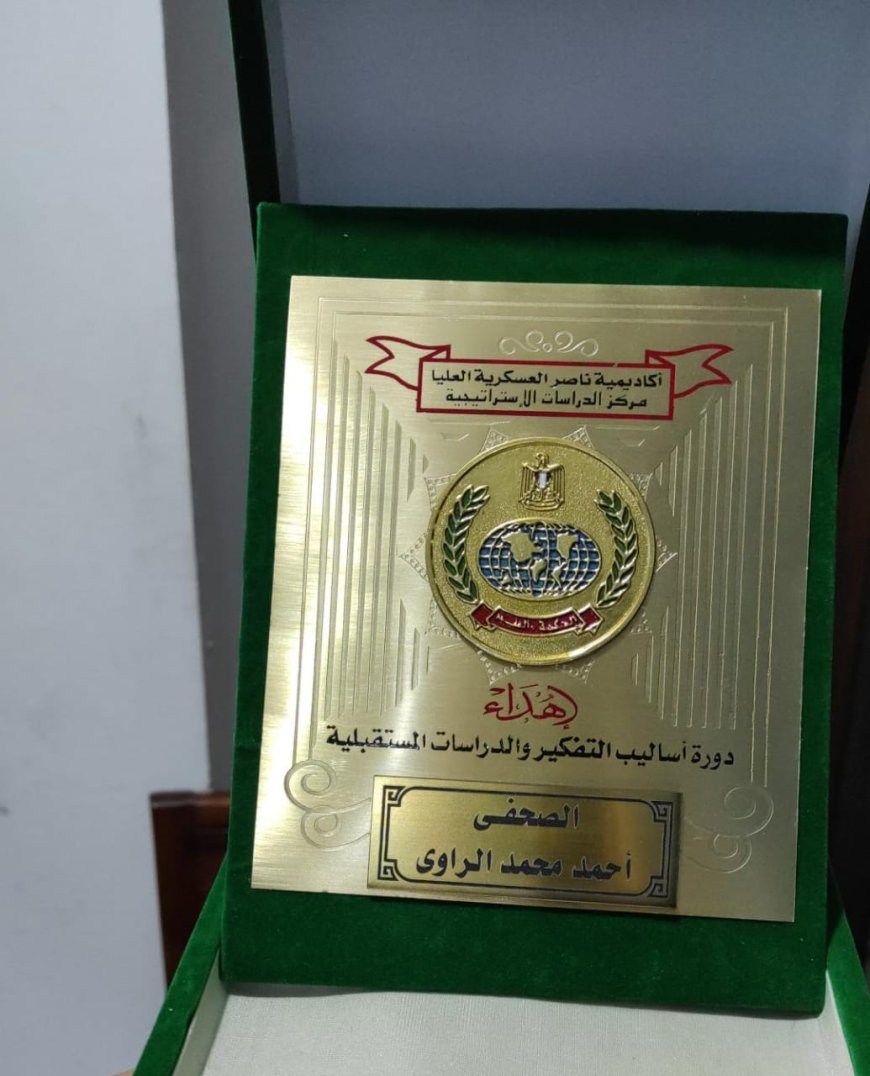 أكاديمية ناصر العسكرية العليا
مركز الدراسات الإستراتيجية
إهداء
دورة أساليب التفكير والدراسات المستقبلية
الصحفى
أحمد محمد الراوى